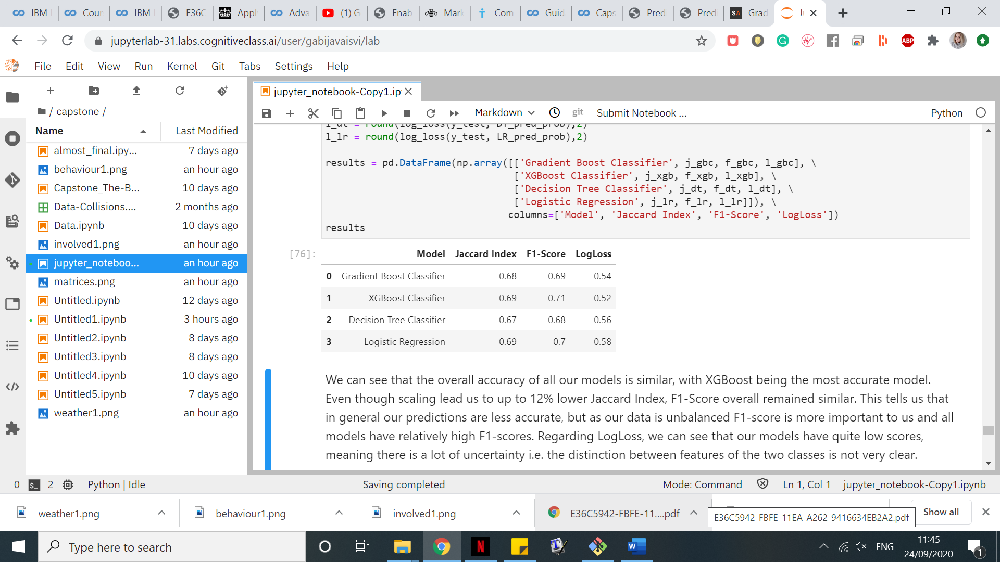 IBM
Cour
IBM
E36C
Apply
Adva
(1) G
Enab
Mark
Com
Guid
Caps
Pred
Pred
SA Grad
jupyterlab-31.labs.cognitiveclass.ai/user/gabijavaisvi/lab
ABP
File Edit View Run Kernel Git Tabs Settings Help
/ capstone /
Name Last Modified
almost_final.ipy... 7 days ago
behaviour1.png an hour ago
Capstone_The-B... 10 days ago
Data-Collisions.... 2 months ago
Data.ipynb 10 days ago
involved1.png an hour ago
jupyter_noteboo... an hour ago
matrices.png an hour ago
Untitled.ipynb 12 days ago
Untitled1.ipynb 3 hours ago
Untitled2.ipynb 8 days ago
Untitled3.ipynb 8 days ago
Untitled4.ipynb 10 days ago
Untitled5.ipynb 7 days ago
weather1.png an hour ago
jupyter_notebook-Copy1.ip
Markdown git Submit Notebook ... Python
l_dt = round(log_loss(y_test, DT_pred_prob),2)
l_lr = round(log_loss(y_test, LR_pred_prob),2)
results = pd.DataFrame(np.array([['Gradient Boost Classifier', j_gbc, f_gbc, l_gbc], \
['XGBoost Classifier', j_xgb, f_xgb, l_xgb], \
['Decision Tree Classifier', j_dt, f_dt, l_dt], \
['Logistic Regression', j_lr, f_lr, l_lr]]), \
columns=['Model', 'Jaccard Index', 'F1-Score', 'LogLoss'])
results
[76]:
Model Jaccard Index F1-Score LogLoss
0 Gradient Boost Classifier 0.68 0.69 0.54
1 XGBoost Classifier 0.69 0.71 0.52
2 Decision Tree Classifier 0.67 0.68 0.56
3 Logistic Regression 0.69 0.7 0.58
We can see that the overall accuracy of all our models is similar, with XGBoost being the most accurate model.
Even though scaling lead us to up to 12% lower Jaccard Index, F1-Score overall remained similar. This tells us that
in general our predictions are less accurate, but as our data is unbalanced F1-score is more important to us and all
models have relatively high F1-scores. Regarding LogLoss, we can see that our models have quite low scores,
meaning there is a lot of uncertainty i.e. the distinction between features of the two classes is not very clear.
0 $_ 2 Python | Idle Saving completed Mode: Command Ln 1, Col 1 jupyter_notebook-Copy1.ipynb
weather1.png
behaviour1.png
involved1.png
E36C5942-FBFE-11....pdf
E36C5942-FBFE-11EA-A262-9416634EB2A2.pdf
Show all
Type here to search
ENG
11:45
24/09/2020
1